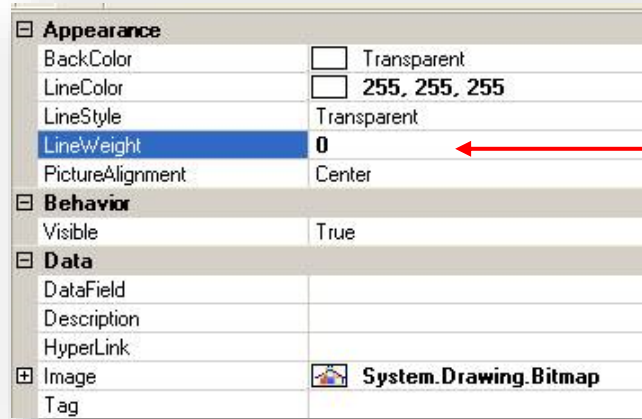 Appearance
BackColor Transparent
LineColor 255, 255, 255
LineStyle Transparent
LineWeight 0
PictureAlignment Center
Behavior
Visible True
Data
DataField
Description
HyperLink
Image System.Drawing.Bitmap
Tag